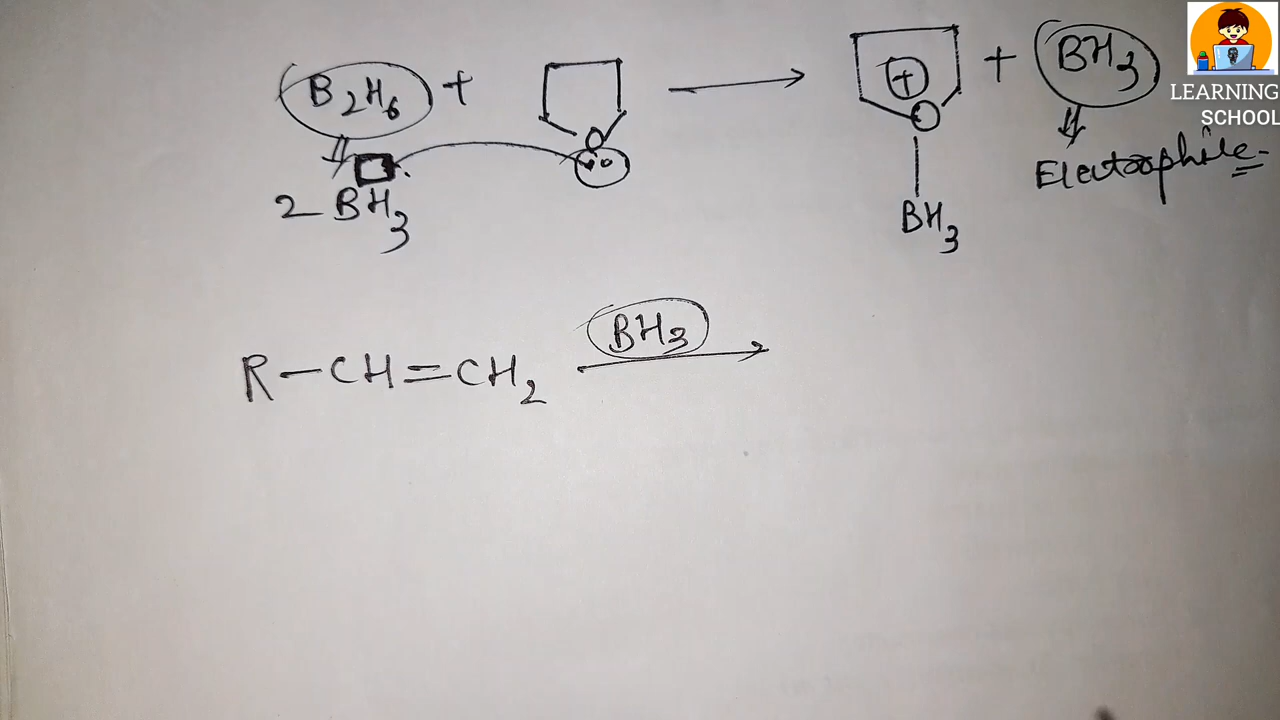 B2H6 + O → O + BH3
2 BH3
BH3
Electrophile
R-CH=CH2 BH3 →
LEARNING
SCHOOL